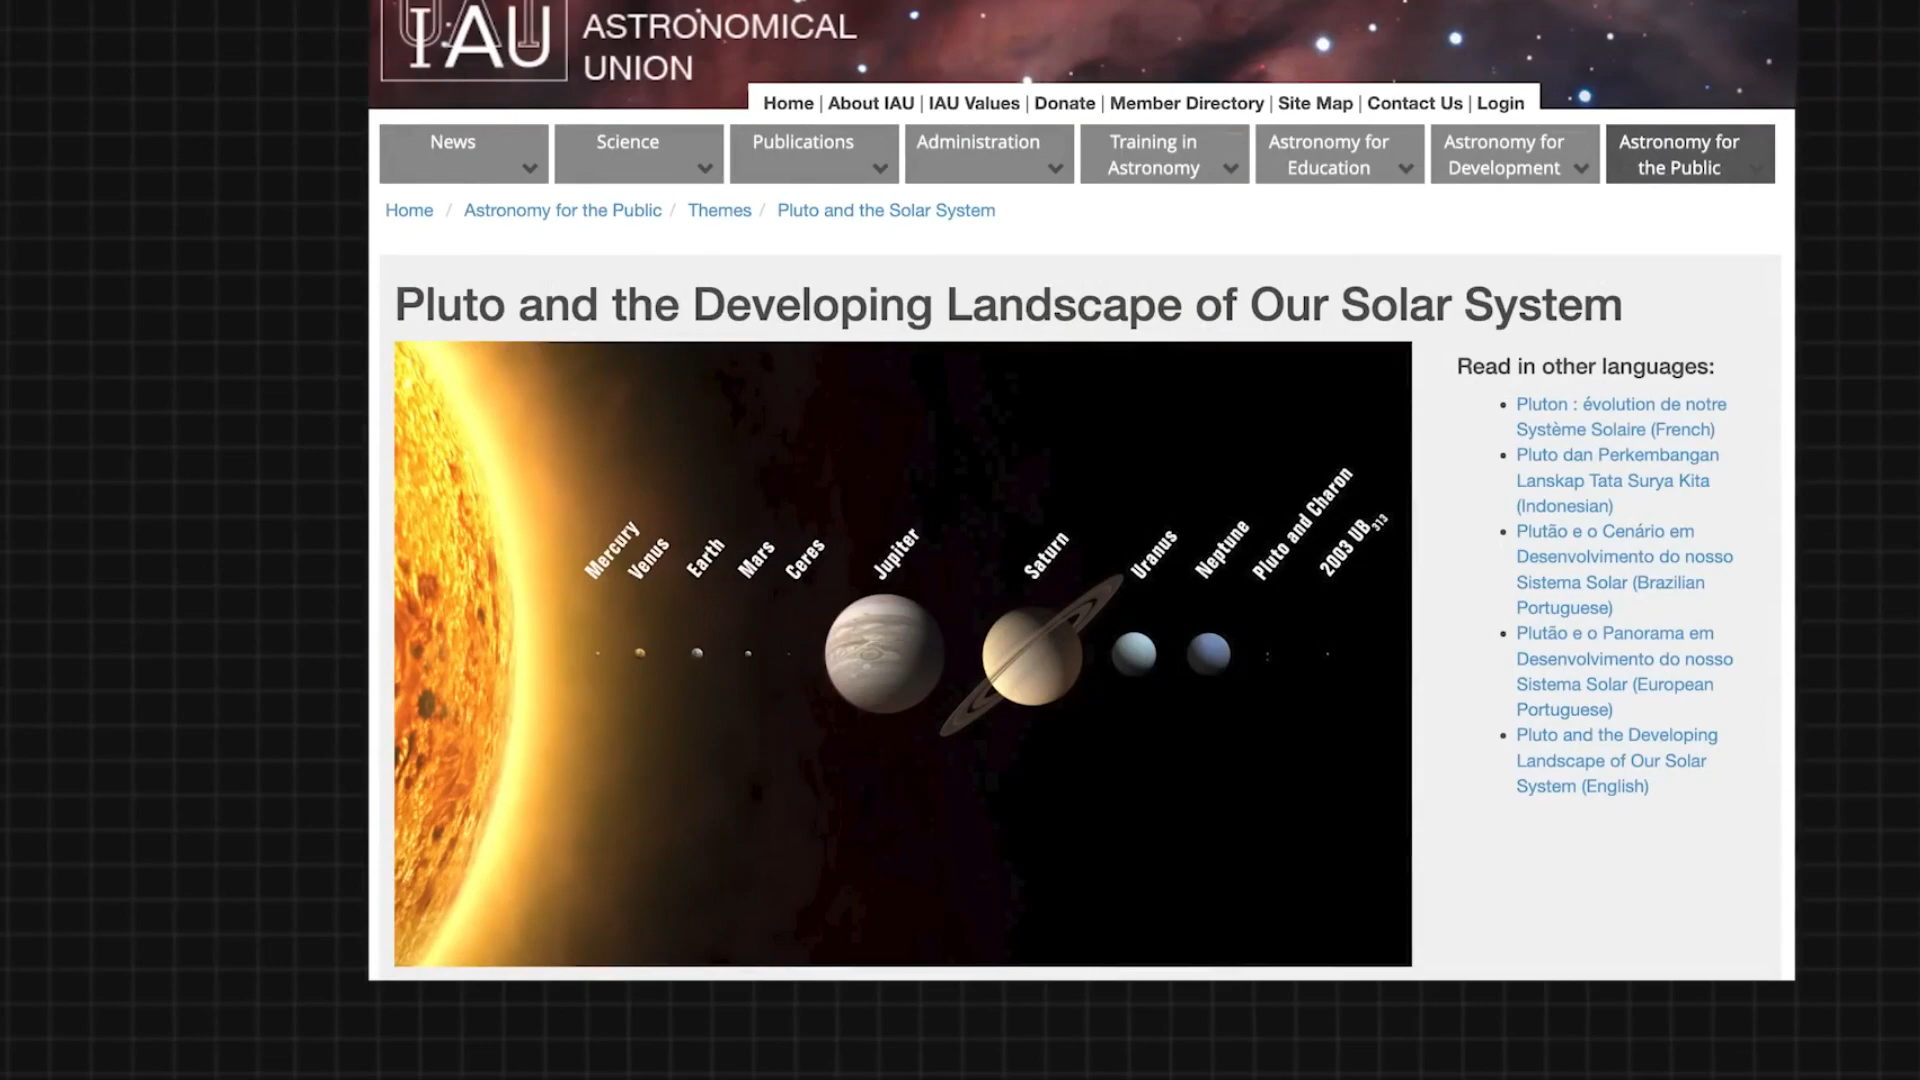 IAU
ASTRONOMICAL
UNION
Home | About IAU | IAU Values | Donate | Member Directory | Site Map | Contact Us | Login
News
Science
Publications
Administration
Training in
Astronomy
Astronomy for
Education
Astronomy for
Development
Astronomy for
the Public
Home / Astronomy for the Public / Themes / Pluto and the Solar System
Pluto and the Developing Landscape of Our Solar System
Mercury
Venus
Earth
Mars
Ceres
Jupiter
Saturn
Uranus
Neptune
Pluto and Charon
2003 UB313
Read in other languages:
Pluton : évolution de notre
Système Solaire (French)
Pluto dan Perkembangan
Lanskap Tata Surya Kita
(Indonesian)
Plutão e o Cenário em
Desenvolvimento do nosso
Sistema Solar (Brazilian
Portuguese)
Plutão e o Panorama em
Desenvolvimento do nosso
Sistema Solar (European
Portuguese)
Pluto and the Developing
Landscape of Our Solar
System (English)